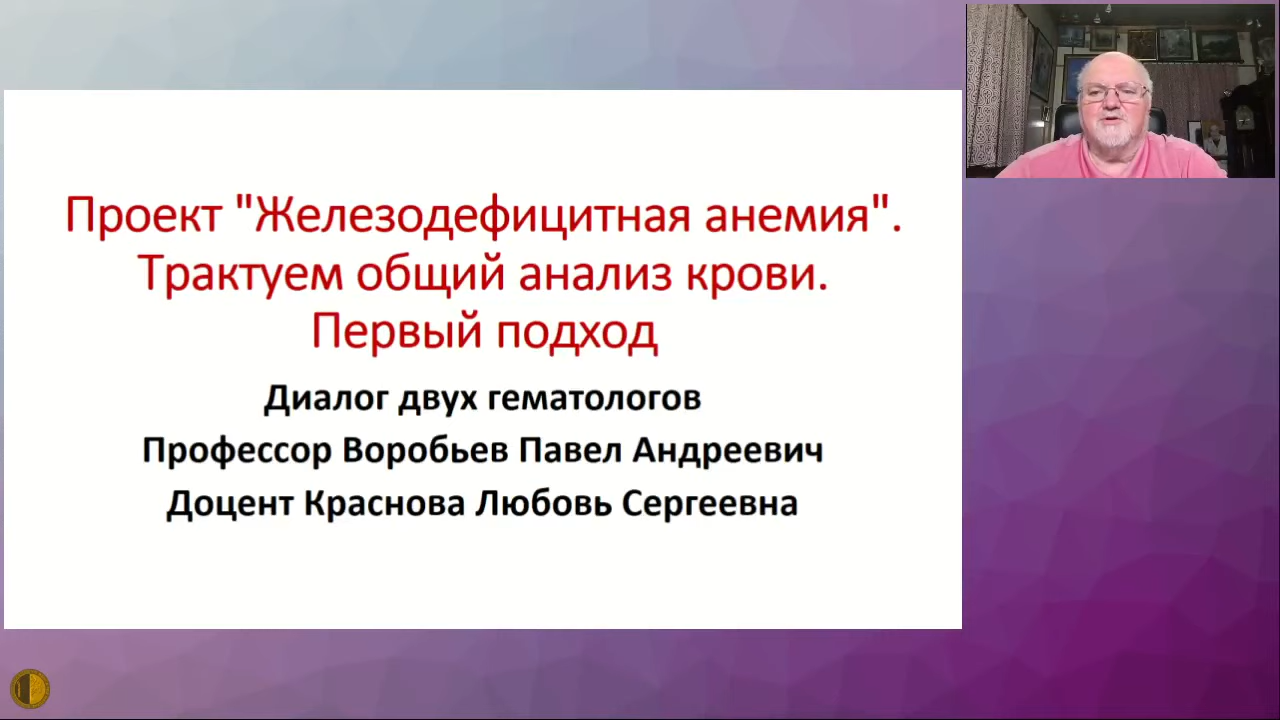 Проект "Железодефицитная анемия".
Трактуем общий анализ крови.
Первый подход
Диалог двух гематологов
Профессор Воробьев Павел Андреевич
Доцент Краснова Любовь Сергеевна